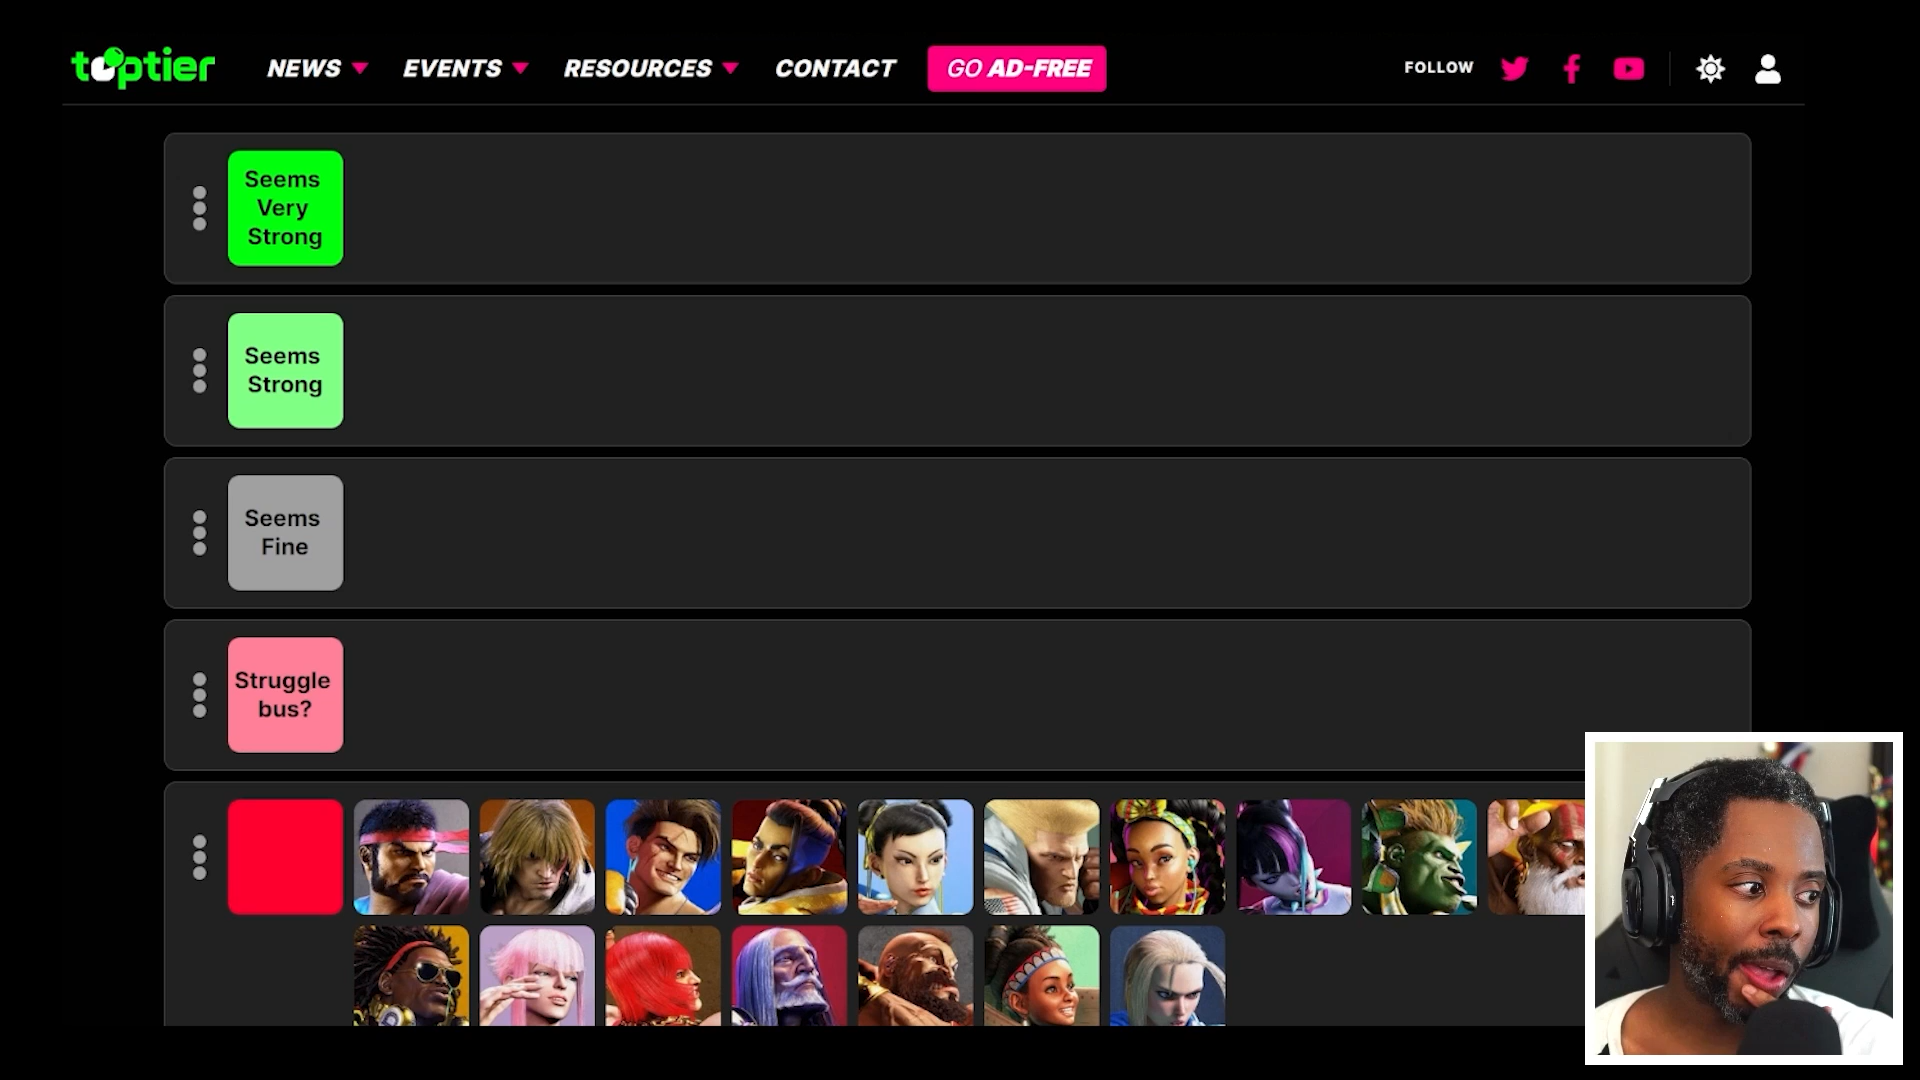 toptier NEWS EVENTS RESOURCES CONTACT GO AD-FREE FOLLOW
Seems
Very
Strong
Seems
Strong
Seems
Fine
Struggle
bus?